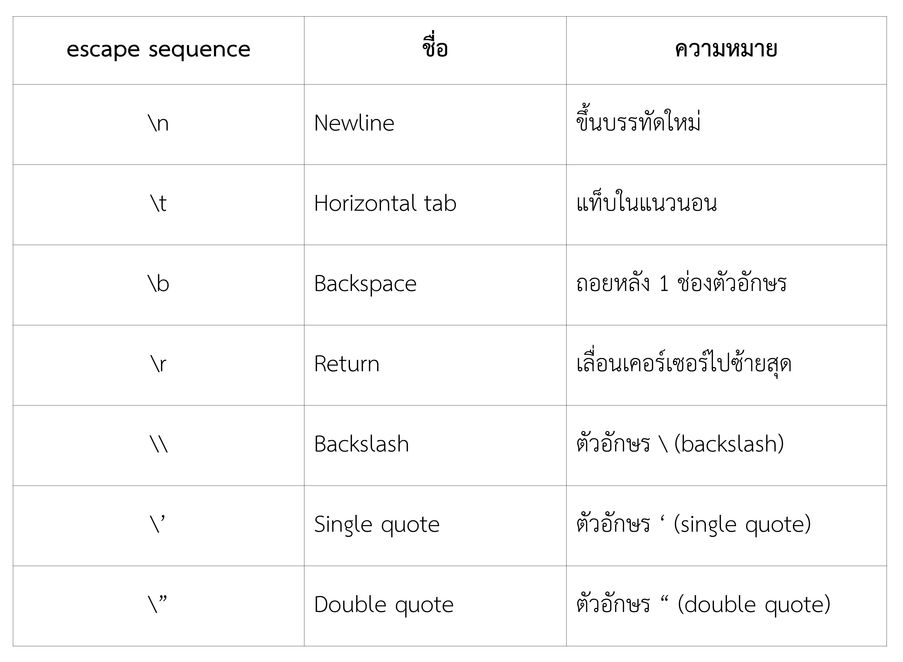 escape sequence ชื่อ ความหมาย
\n Newline ขึ้นบรรทัดใหม่
\t Horizontal tab แท็บในแนวนอน
\b Backspace ถอยหลัง 1 ช่องตัวอักษร
\r Return เลื่อนเคอร์เซอร์ไปซ้ายสุด
\\ Backslash ตัวอักษร \ (backslash)
\’ Single quote ตัวอักษร ‘ (single quote)
\” Double quote ตัวอักษร “ (double quote)